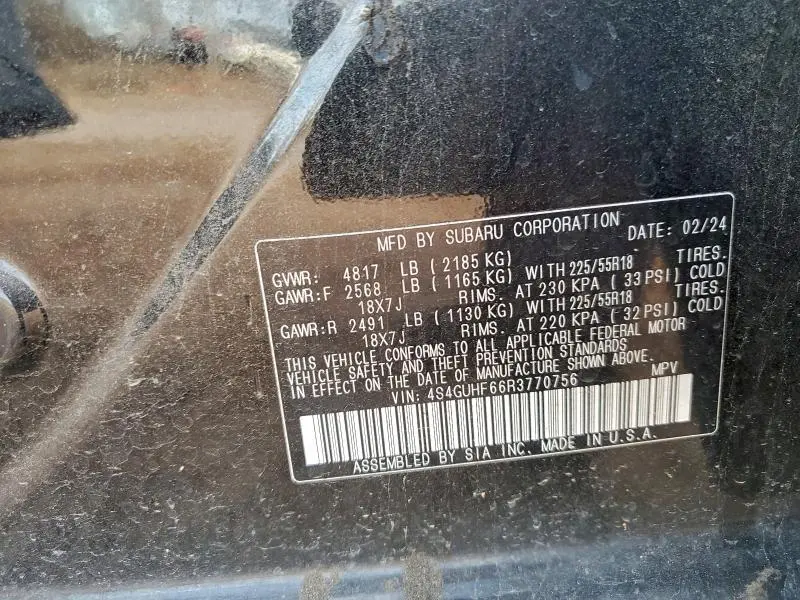 MFD BY SUBARU CORPORATION DATE: 02/24
GVWR: 4817 LB (2185 KG)
GAWR:F 2568 LB (1165 KG) WITH 225/55R18 TIRES.
18X7J RIMS. AT 230 KPA (33 PSI) COLD
GAWR:R 2491 LB (1130 KG) WITH 225/55R18 TIRES.
18X7J RIMS. AT 220 KPA (32 PSI) COLD
THIS VEHICLE CONFORMS TO ALL APPLICABLE FEDERAL MOTOR
VEHICLE SAFETY AND THEFT PREVENTION STANDARDS
IN EFFECT ON THE DATE OF MANUFACTURE SHOWN ABOVE.
VIN: 4S4GUHF66R3770756 MPV
ASSEMBLED BY SIA INC. MADE IN U.S.A.